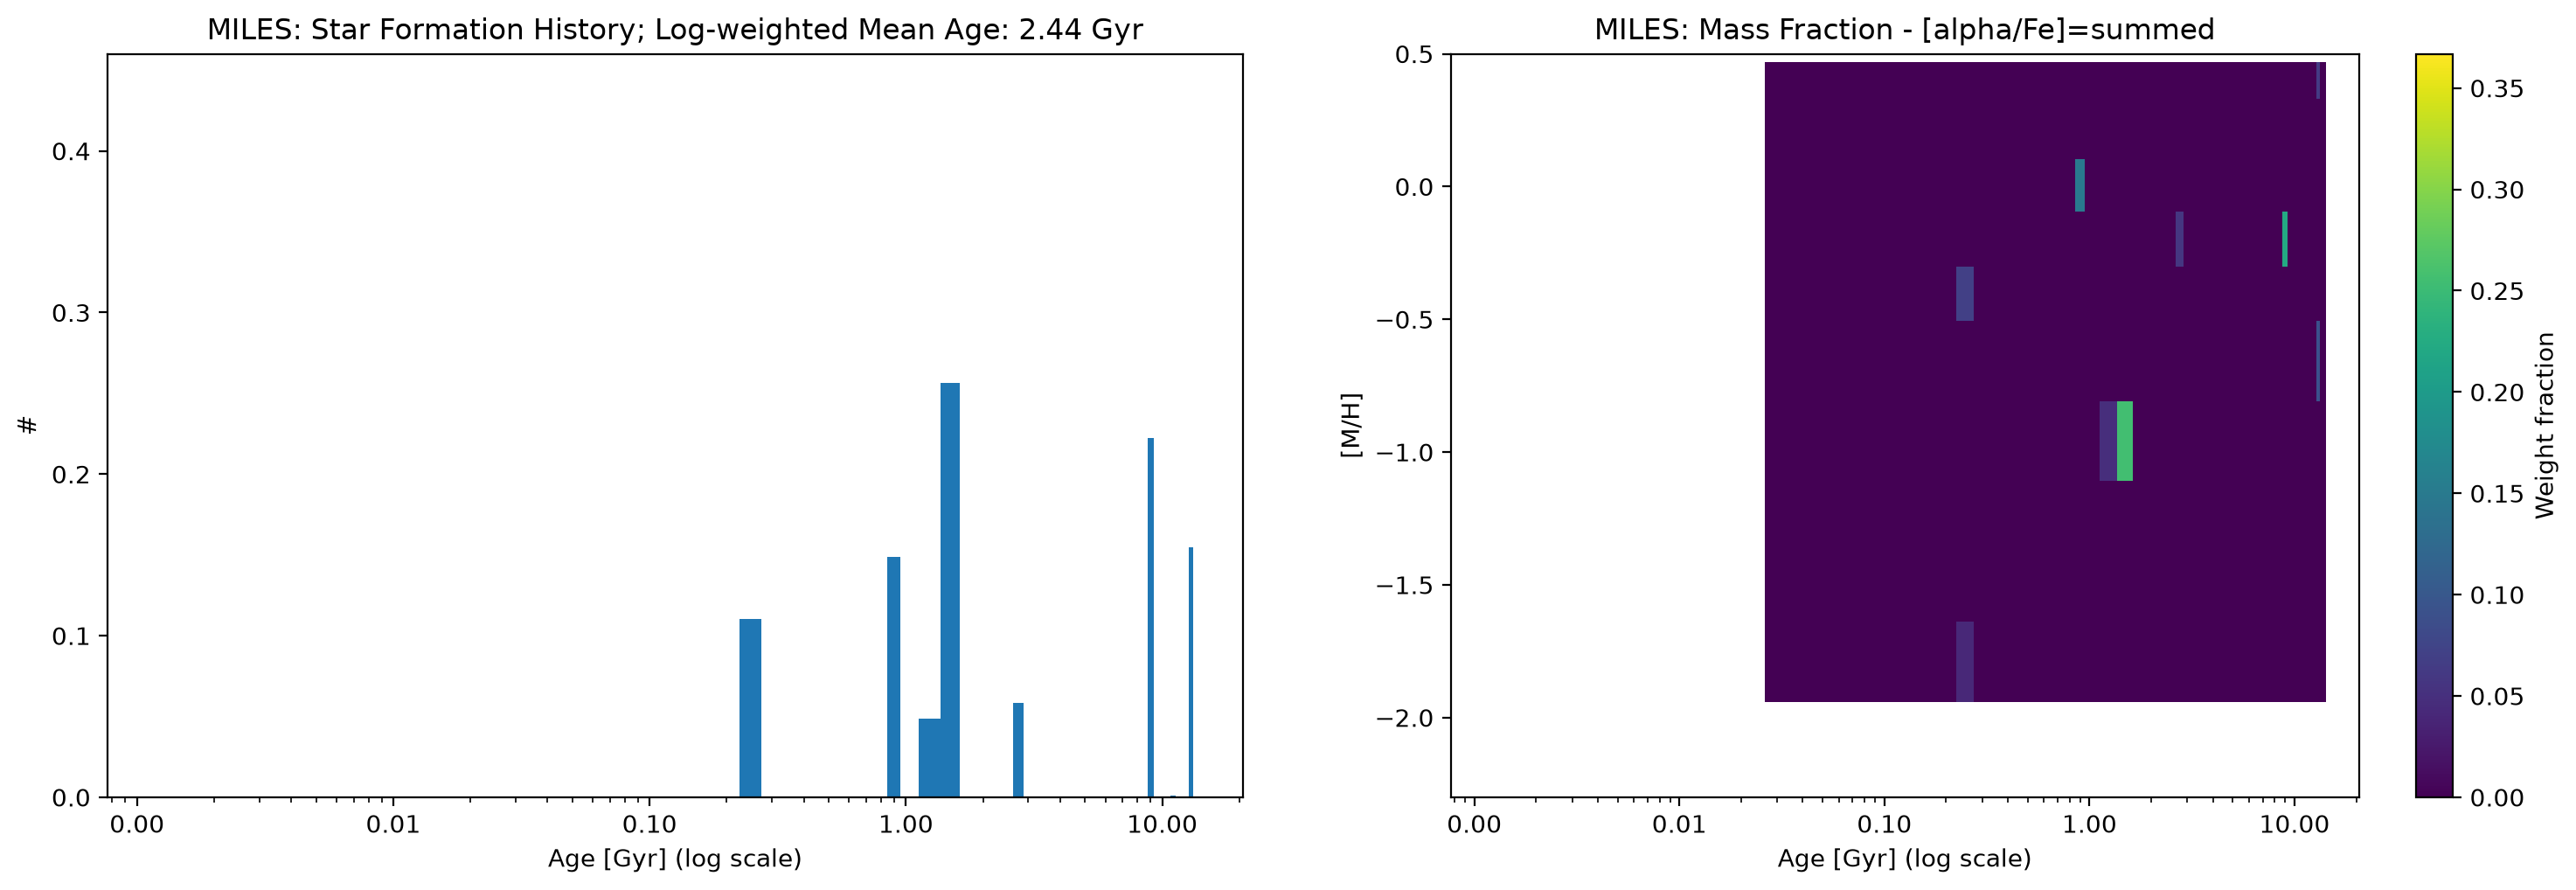 MILES: Star Formation History; Log-weighted Mean Age: 2.44 Gyr
0.4
0.3
0.2
0.1
0.0
#
0.00 0.01 0.10 1.00 10.00
Age [Gyr] (log scale)
MILES: Mass Fraction - [alpha/Fe]=summed
0.5
0.0
−0.5
−1.0
−1.5
−2.0
[M/H]
0.00 0.01 0.10 1.00 10.00
Age [Gyr] (log scale)
0.35
0.30
0.25
0.20
0.15
0.10
0.05
0.00
Weight fraction